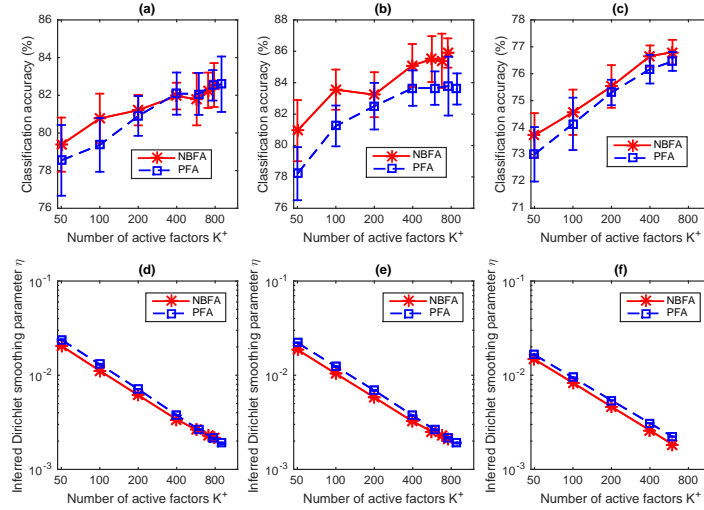 (a)
Classification accuracy (%)
86
84
82
80
78
76
NBFA
PFA
50 100 200 400 800
Number of active factors K+
(b)
Classification accuracy (%)
88
86
84
82
80
78
76
NBFA
PFA
50 100 200 400 800
Number of active factors K+
(c)
Classification accuracy (%)
78
77
76
75
74
73
72
71
NBFA
PFA
50 100 200 400 800
Number of active factors K+
(d)
Inferred Dirichlet smoothing parameter η
10-1
10-2
10-3
NBFA
PFA
50 100 200 400 800
Number of active factors K+
(e)
Inferred Dirichlet smoothing parameter η
10-1
10-2
10-3
NBFA
PFA
50 100 200 400 800
Number of active factors K+
(f)
Inferred Dirichlet smoothing parameter η
10-1
10-2
10-3
NBFA
PFA
50 100 200 400 800
Number of active factors K+